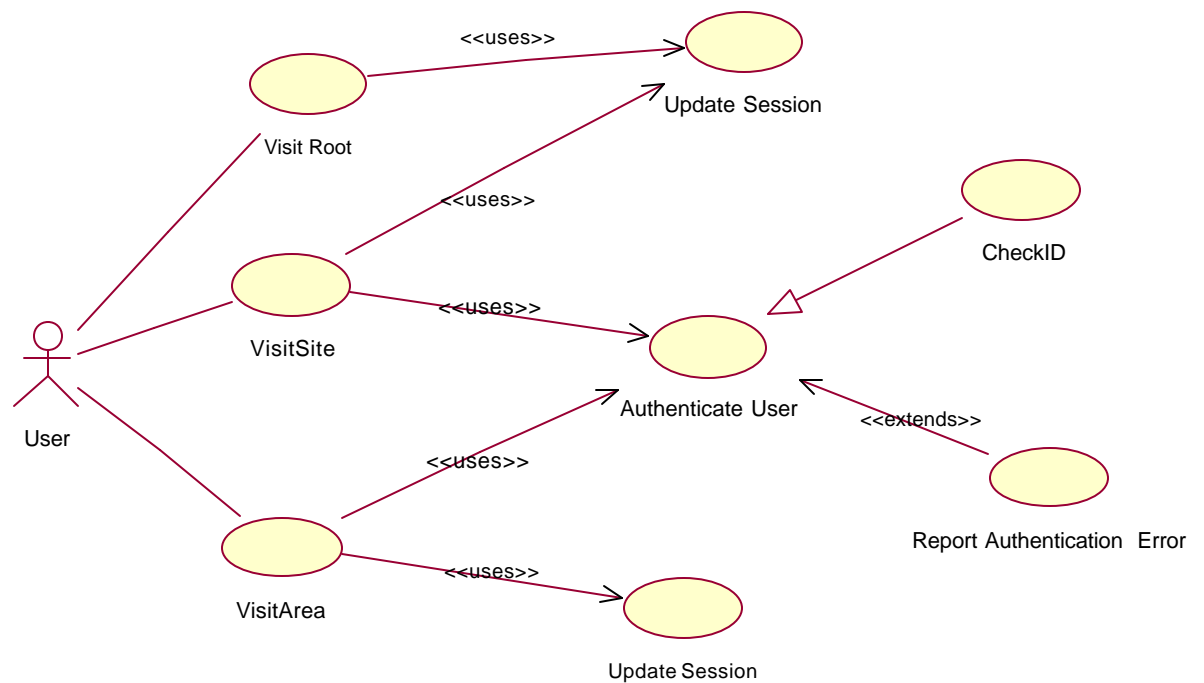 <<uses>>
Update Session
Visit Root
<<uses>>
CheckID
<<uses>>
VisitSite
Authenticate User
<<extends>>
User
<<uses>>
Report Authentication Error
<<uses>>
VisitArea
Update Session